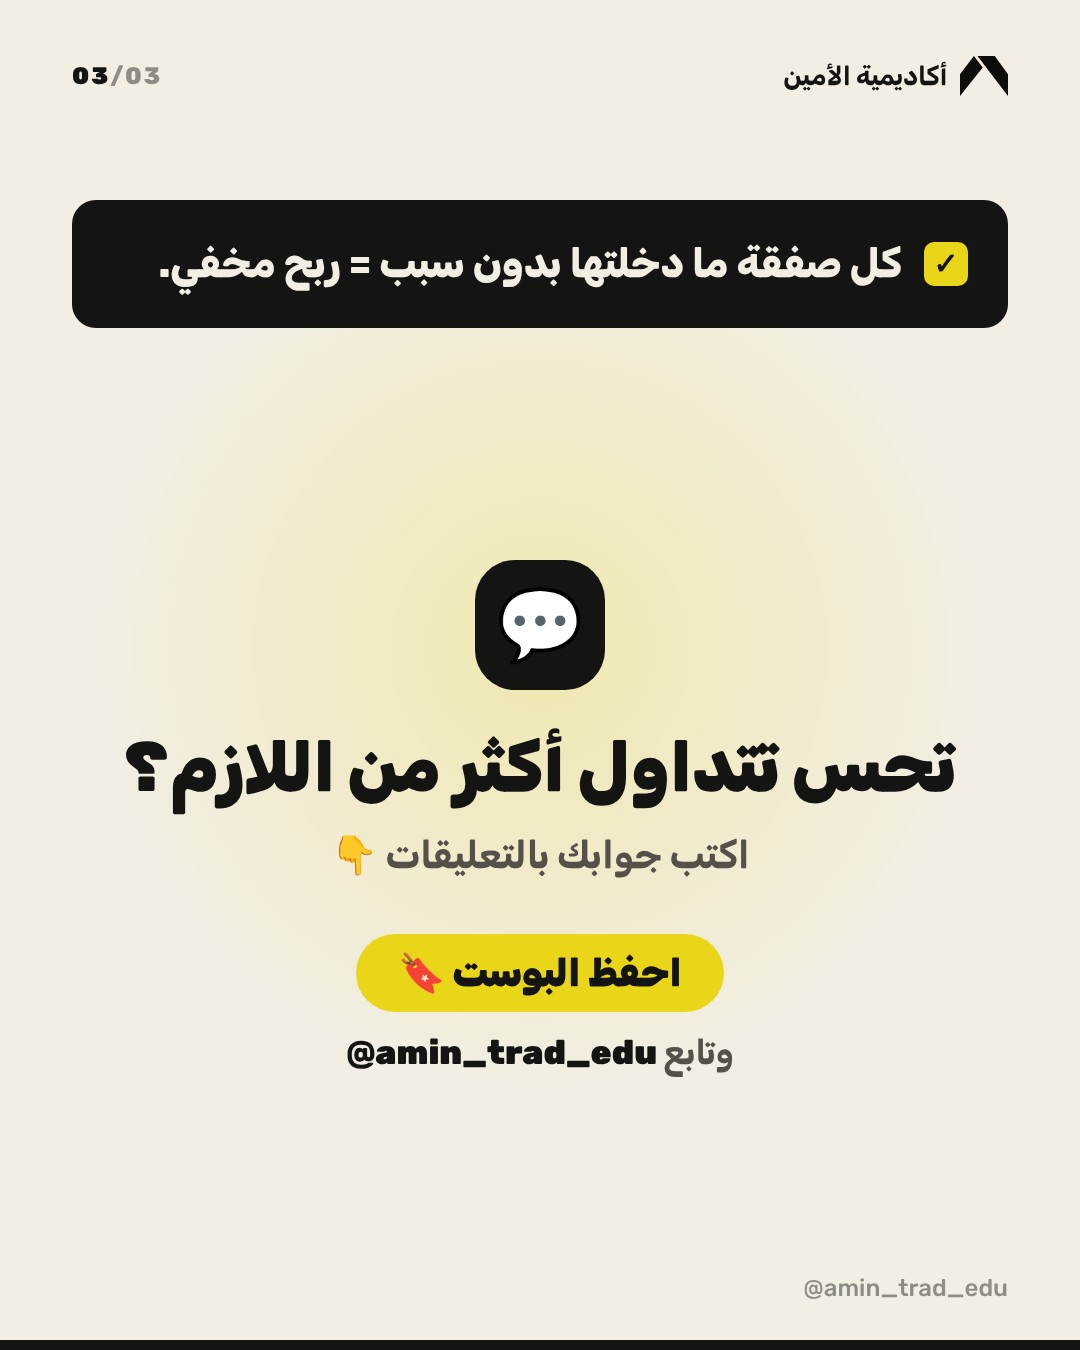 أكاديمية الأمين
03/03
✓ كل صفقة ما دخلتها بدون سبب = ربح مخفي.
💬
تحس تتداول أكثر من اللازم؟
اكتب جوابك بالتعليقات 👇
احفظ البوست 🔖
وتابع @amin_trad_edu
@amin_trad_edu